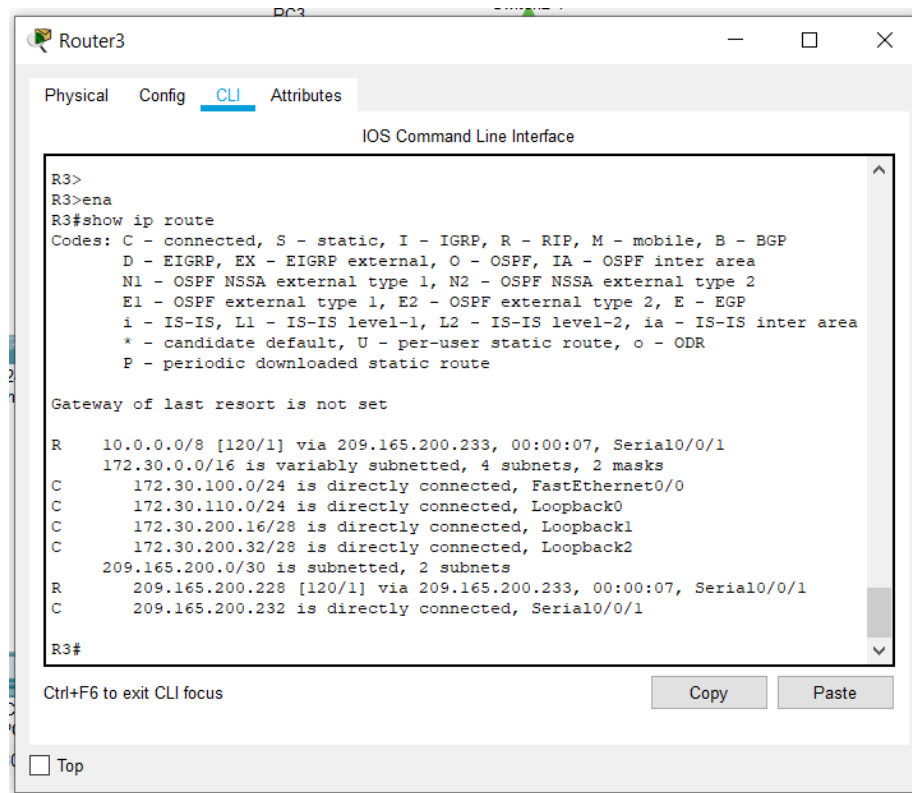 PC3
Router3
Physical Config CLI Attributes
IOS Command Line Interface
R3>
R3>ena
R3#show ip route
Codes: C - connected, S - static, I - IGRP, R - RIP, M - mobile, B - BGP
D - EIGRP, EX - EIGRP external, O - OSPF, IA - OSPF inter area
N1 - OSPF NSSA external type 1, N2 - OSPF NSSA external type 2
E1 - OSPF external type 1, E2 - OSPF external type 2, E - EGP
i - IS-IS, L1 - IS-IS level-1, L2 - IS-IS level-2, ia - IS-IS inter area
* - candidate default, U - per-user static route, o - ODR
P - periodic downloaded static route
Gateway of last resort is not set
R 10.0.0.0/8 [120/1] via 209.165.200.233, 00:00:07, Serial0/0/1
172.30.0.0/16 is variably subnetted, 4 subnets, 2 masks
C 172.30.100.0/24 is directly connected, FastEthernet0/0
C 172.30.110.0/24 is directly connected, Loopback0
C 172.30.200.16/28 is directly connected, Loopback1
C 172.30.200.32/28 is directly connected, Loopback2
209.165.200.0/30 is subnetted, 2 subnets
R 209.165.200.228 [120/1] via 209.165.200.233, 00:00:07, Serial0/0/1
C 209.165.200.232 is directly connected, Serial0/0/1
R3#
Ctrl+F6 to exit CLI focus
Copy Paste
Top